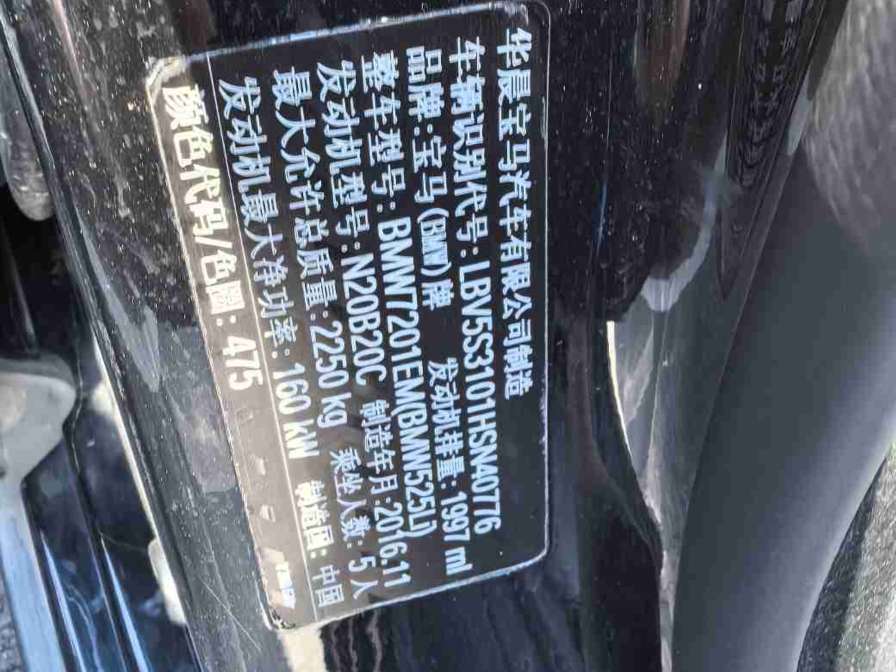 华晨宝马汽车有限公司制造
车辆识别代号: LBV5S3101HSN40776
品牌: 宝马(BMW)牌 发动机排量: 1997 ml
整车型号: BMW7201EM(BMW525Li)
发动机型号: N20B20C 制造年月: 2016.11
最大允许总质量: 2250 kg 乘坐人数: 5人
发动机最大净功率: 160 kW 制造国: 中国
颜色代码/色圖: 475